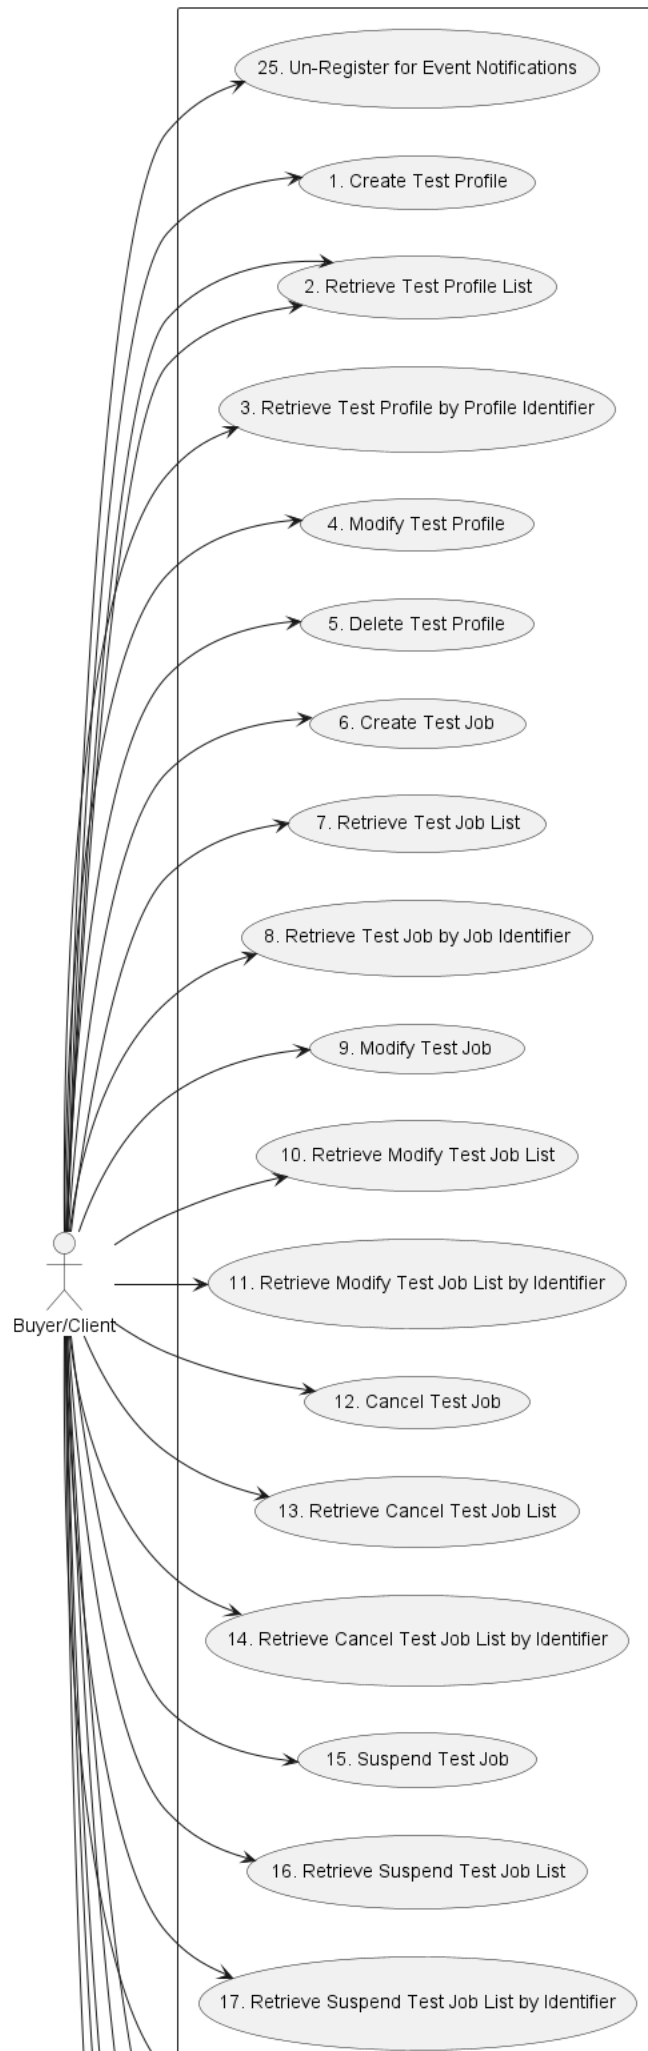 25. Un-Register for Event Notifications
1. Create Test Profile
2. Retrieve Test Profile List
3. Retrieve Test Profile by Profile Identifier
4. Modify Test Profile
5. Delete Test Profile
6. Create Test Job
7. Retrieve Test Job List
8. Retrieve Test Job by Job Identifier
9. Modify Test Job
10. Retrieve Modify Test Job List
11. Retrieve Modify Test Job List by Identifier
Buyer/Client
12. Cancel Test Job
13. Retrieve Cancel Test Job List
14. Retrieve Cancel Test Job List by Identifier
15. Suspend Test Job
16. Retrieve Suspend Test Job List
17. Retrieve Suspend Test Job List by Identifier